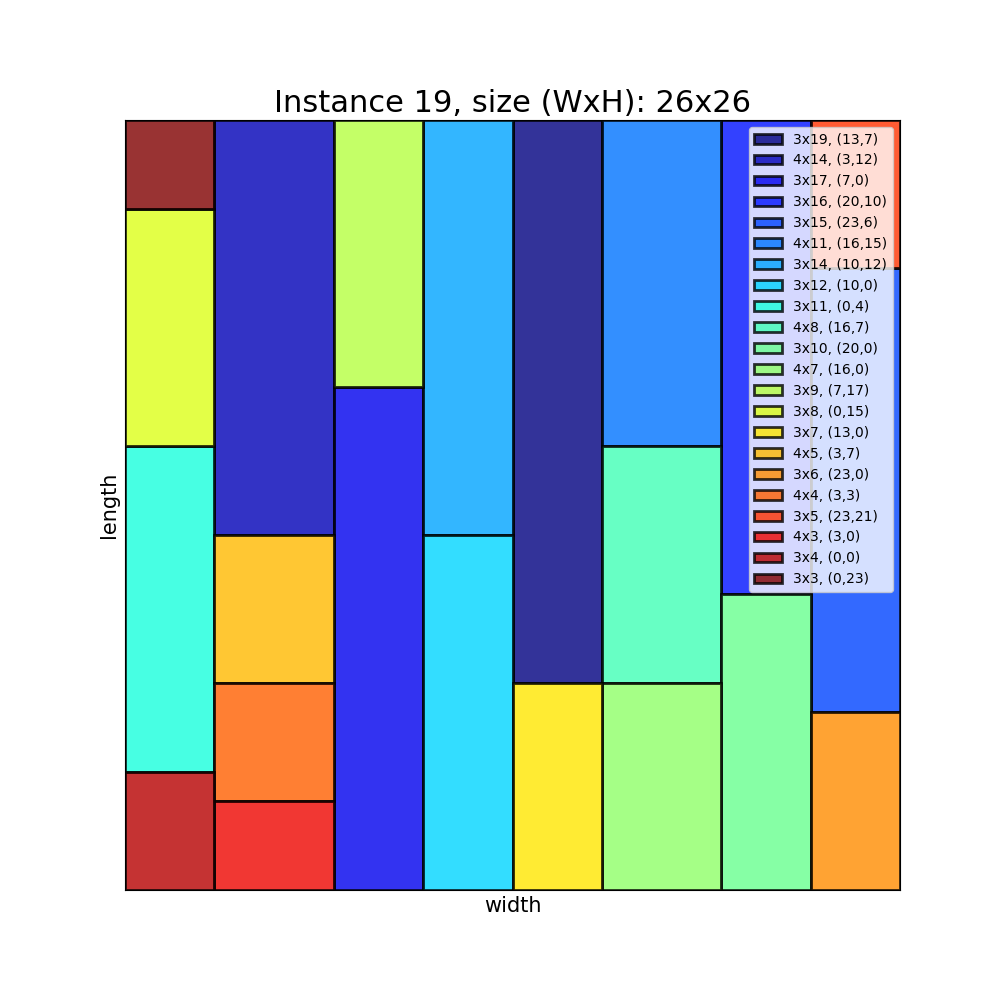 Instance 19, size (WxH): 26x26
3x19, (13,7)
4x14, (3,12)
3x17, (7,0)
3x16, (20,10)
3x15, (23,6)
4x11, (16,15)
3x14, (10,12)
3x12, (10,0)
3x11, (0,4)
4x8, (16,7)
3x10, (20,0)
4x7, (16,0)
3x9, (7,17)
3x8, (0,15)
3x7, (13,0)
4x5, (3,7)
3x6, (23,0)
4x4, (3,3)
3x5, (23,21)
4x3, (3,0)
3x4, (0,0)
3x3, (0,23)
length
width